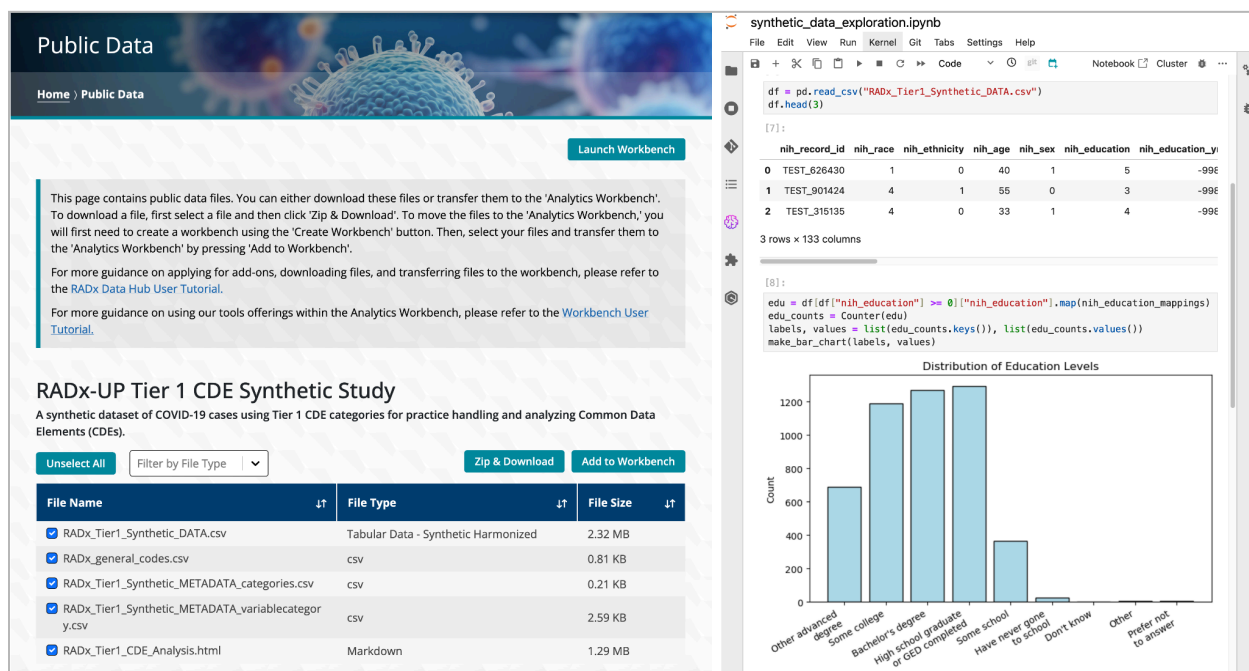 Public Data
Home ⟩ Public Data
Launch Workbench
This page contains public data files. You can either download these files or transfer them to the 'Analytics Workbench'.
To download a file, first select a file and then click 'Zip & Download'. To move the files to the 'Analytics Workbench,' you
will first need to create a workbench using the 'Create Workbench' button. Then, select your files and transfer them to
the 'Analytics Workbench' by pressing 'Add to Workbench'.
For more guidance on applying for add-ons, downloading files, and transferring files to the workbench, please refer to
the RADx Data Hub User Tutorial.
For more guidance on using our tools offerings within the Analytics Workbench, please refer to the Workbench User
Tutorial.
RADx-UP Tier 1 CDE Synthetic Study
A synthetic dataset of COVID-19 cases using Tier 1 CDE categories for practice handling and analyzing Common Data
Elements (CDEs).
Unselect All Filter by File Type Zip & Download Add to Workbench
File Name File Type File Size
RADx_Tier1_Synthetic_DATA.csv Tabular Data - Synthetic Harmonized 2.32 MB
RADx_general_codes.csv csv 0.81 KB
RADx_Tier1_Synthetic_METADATA_categories.csv csv 0.21 KB
RADx_Tier1_Synthetic_METADATA_variablecategor
y.csv csv 2.59 KB
RADx_Tier1_CDE_Analysis.html Markdown 1.29 MB
synthetic_data_exploration.ipynb
File Edit View Run Kernel Git Tabs Settings Help
Code git Notebook Cluster
df = pd.read_csv("RADx_Tier1_Synthetic_DATA.csv")
df.head(3)
[7]:
nih_record_id nih_race nih_ethnicity nih_age nih_sex nih_education nih_education_y
0 TEST_626430 1 0 40 1 5 -998
1 TEST_901424 4 1 55 0 3 -998
2 TEST_315135 4 0 33 1 4 -998
3 rows × 133 columns
[8]:
edu = df[df["nih_education"] >= 0]["nih_education"].map(nih_education_mappings)
edu_counts = Counter(edu)
labels, values = list(edu_counts.keys()), list(edu_counts.values())
make_bar_chart(labels, values)
Distribution of Education Levels
1200
1000
800
600
400
200
0
Count
Other advanced
degree
Some college
Bachelor's degree
High school graduate
or GED completed
Some school
Have never gone
to school
Don't know
Other
Prefer not
to answer